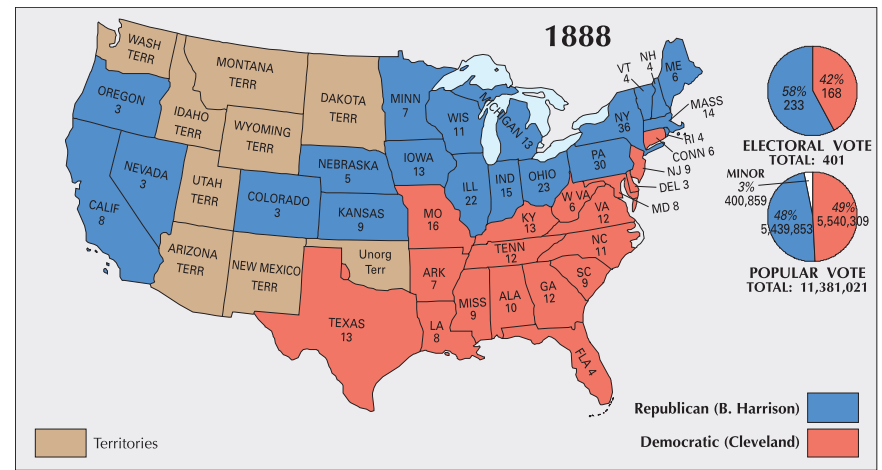 1888
WASH
TERR
MONTANA
TERR
OREGON
3
IDAHO
TERR
DAKOTA
TERR
WYOMING
TERR
MINN
7
WIS
11
MICHIGAN 13
VT
4
NH
4
ME
6
MASS
14
NY
36
RI 4
CONN 6
NJ 9
DEL 3
MD 8
PA
30
NEVADA
3
CALIF
8
UTAH
TERR
COLORADO
3
NEBRASKA
5
KANSAS
9
IOWA
13
ILL
22
IND
15
OHIO
23
W VA
6
VA
12
MO
16
KY
13
ARIZONA
TERR
NEW MEXICO
TERR
Unorg
Terr
ARK
7
TENN
12
NC
11
SC
9
TEXAS
13
LA
8
MISS
9
ALA
10
GA
12
FLA 4
58%
233
42%
168
ELECTORAL VOTE
TOTAL: 401
MINOR
3%
400,859
48%
5,439,853
49%
5,540,309
POPULAR VOTE
TOTAL: 11,381,021
Republican (B. Harrison)
Democratic (Cleveland)
Territories